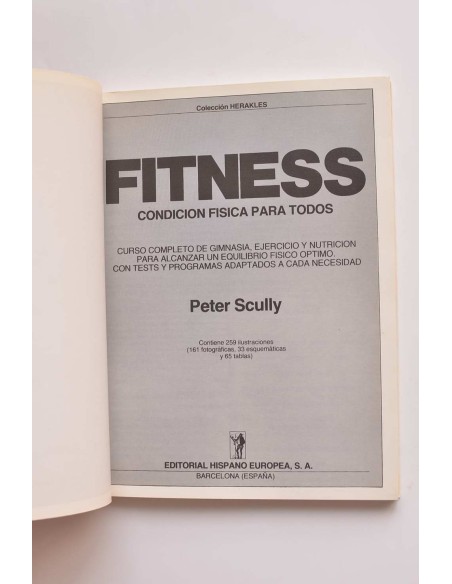 Colección HERAKLES
FITNESS
CONDICION FISICA PARA TODOS
CURSO COMPLETO DE GIMNASIA, EJERCICIO Y NUTRICION
PARA ALCANZAR UN EQUILIBRIO FISICO OPTIMO.
CON TESTS Y PROGRAMAS ADAPTADOS A CADA NECESIDAD
Peter Scully
Contiene 259 ilustraciones
(161 fotográficas, 33 esquemáticas
y 65 tablas)
EDITORIAL HISPANO EUROPEA, S. A.
BARCELONA (ESPAÑA)